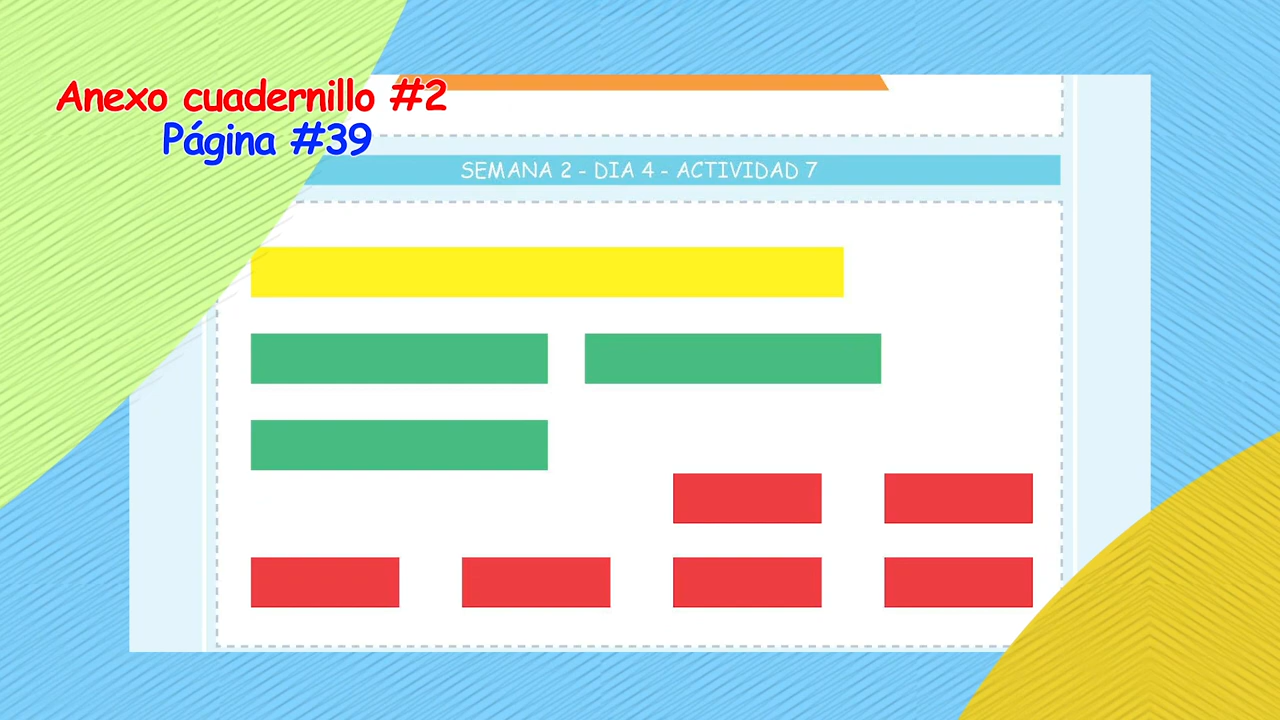 Anexo cuadernillo #2
Página #39
SEMANA 2 - DIA 4 - ACTIVIDAD 7